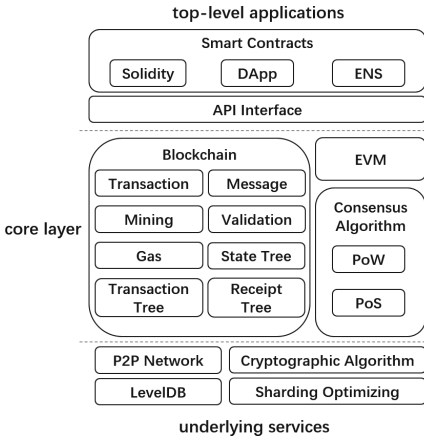 top-level applications
Smart Contracts
Solidity
DApp
ENS
API Interface
core layer
Blockchain
Transaction
Message
Mining
Validation
Gas
State Tree
Transaction
Tree
Receipt
Tree
EVM
Consensus
Algorithm
PoW
PoS
P2P Network
Cryptographic Algorithm
LevelDB
Sharding Optimizing
underlying services